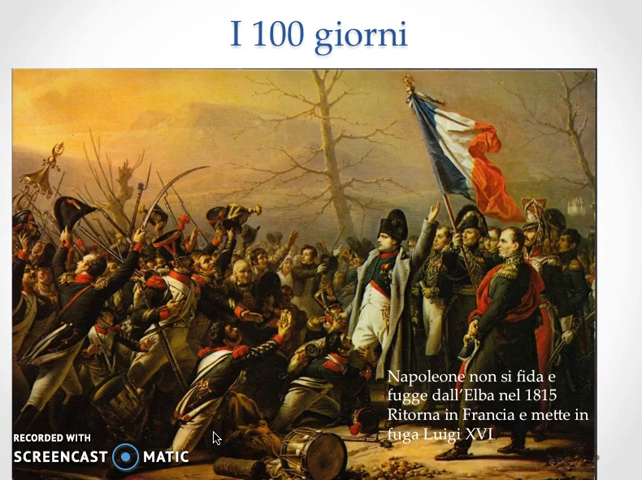 I 100 giorni
Napoleone non si fida e
fugge dall'Elba nel 1815
Ritorna in Francia e mette in
fuga Luigi XVI
RECORDED WITH
SCREENCAST MATIC